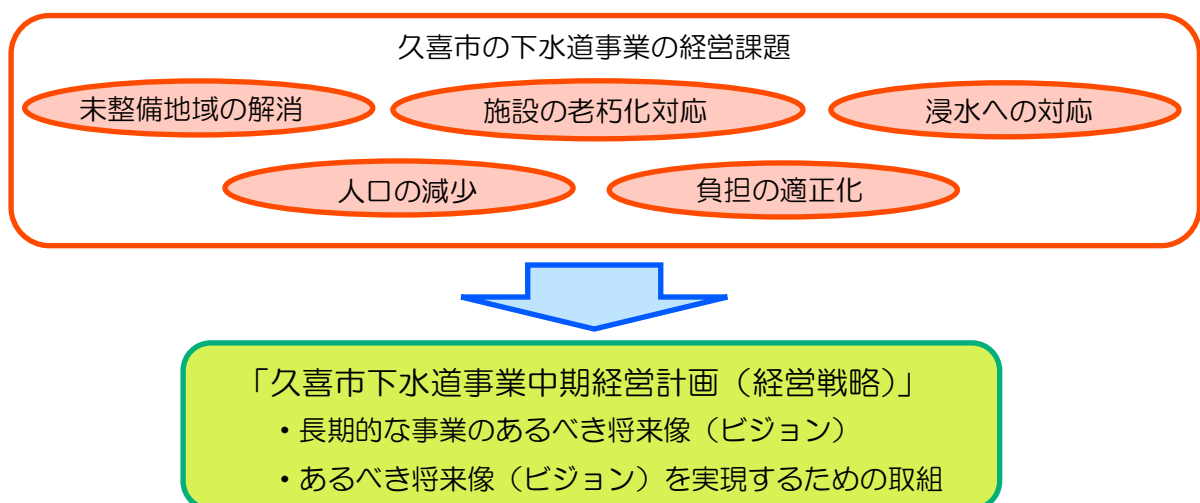 久喜市の下水道事業の経営課題
未整備地域の解消
施設の老朽化対応
浸水への対応
人口の減少
負担の適正化
「久喜市下水道事業中期経営計画（経営戦略）」
・長期的な事業のあるべき将来像（ビジョン）
・あるべき将来像（ビジョン）を実現するための取組